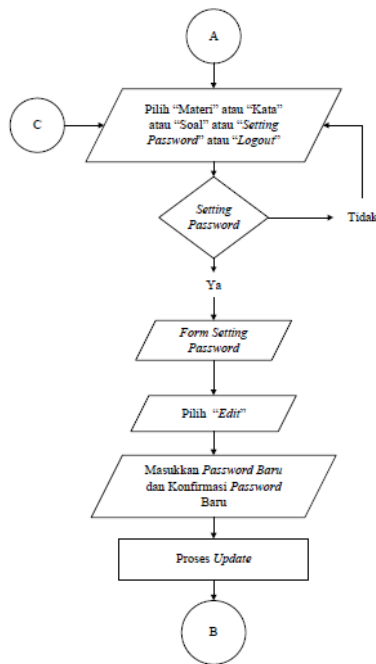 A
Pilih “Materi” atau “Kata”
atau “Soal” atau “Setting
Password” atau “Logout”
C
Setting
Password
Tidak
Ya
Form Setting
Password
Pilih “Edit”
Masukkan Password Baru
dan Konfirmasi Password
Baru
Proses Update
B